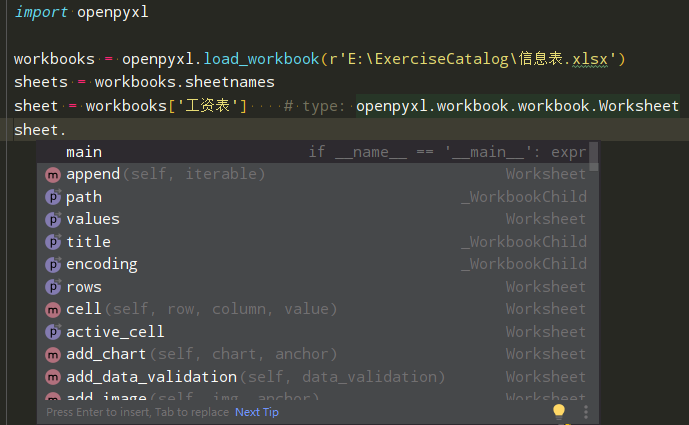 import openpyxl
workbooks = openpyxl.load_workbook(r'E:\ExerciseCatalog\信息表.xlsx')
sheets = workbooks.sheetnames
sheet = workbooks['工资表']    # type: openpyxl.workbook.workbook.Worksheet
sheet.
main if __name__ == '__main__': expr
m append(self, iterable) Worksheet
p path _WorkbookChild
p values Worksheet
p title _WorkbookChild
p encoding _WorkbookChild
p rows Worksheet
m cell(self, row, column, value) Worksheet
p active_cell Worksheet
m add_chart(self, chart, anchor) Worksheet
m add_data_validation(self, data_validation) Worksheet
m add_image(self, img, anchor) Worksheet
Press Enter to insert, Tab to replace Next Tip